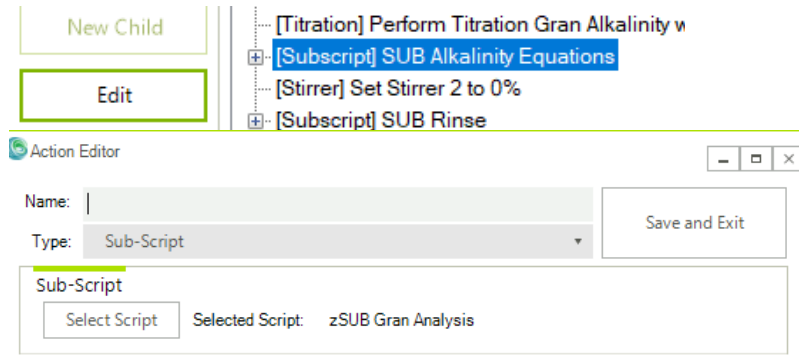 New Child
[Titration] Perform Titration Gran Alkalinity w
[Subscript] SUB Alkalinity Equations
Edit
[Stirrer] Set Stirrer 2 to 0%
[Subscript] SUB Rinse
Action Editor
Name:
Save and Exit
Type: Sub-Script
Sub-Script
Select Script Selected Script: zSUB Gran Analysis